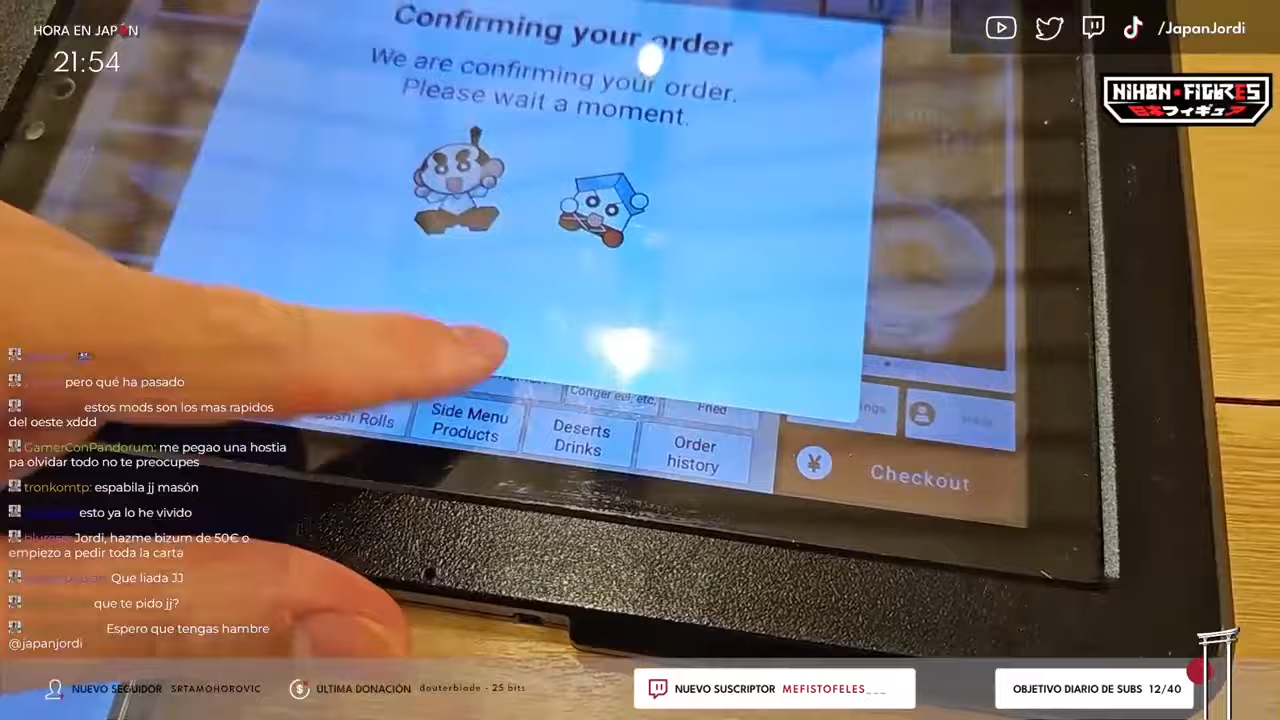 HORA EN JAPÓN
21:54
/JapanJordi
NIHON FIGURES
日本フィギュア
Confirming your order
We are confirming your order.
Please wait a moment.
Conger eel, etc.
Fried
Rolls
Side Menu
Products
Deserts
Drinks
Order
history
¥ Checkout
pero qué ha pasado
estos mods son los mas rapidos
del oeste xddd
GamerConPandorum: me pegao una hostia
pa olvidar todo no te preocupes
tronkomtp: espabila jj masón
esto ya lo he vivido
Jordi, hazme bizum de 50€ o
empiezo a pedir toda la carta
Que liada JJ
que te pido jj?
Espero que tengas hambre
@japanjordi
NUEVO SEGUIDOR SRTAMOHOROVIC
$ ÚLTIMA DONACIÓN douterblade - 25 bits
NUEVO SUSCRIPTOR MEFISTOFELES___
OBJETIVO DIARIO DE SUBS 12/40